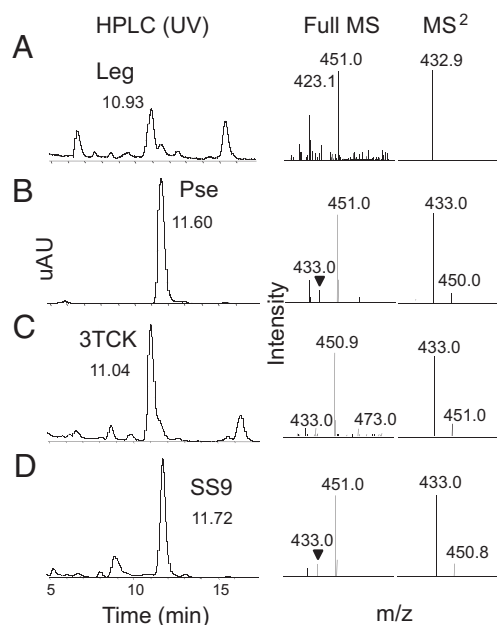 HPLC (UV) Full MS MS²
A
Leg
10.93
451.0
423.1
432.9
B
Pse
11.60
451.0
433.0
433.0
450.0
uAU
Intensity
C
3TCK
11.04
450.9
433.0
473.0
433.0
451.0
D
SS9
11.72
451.0
433.0
433.0
450.8
5 10 15
Time (min)
m/z